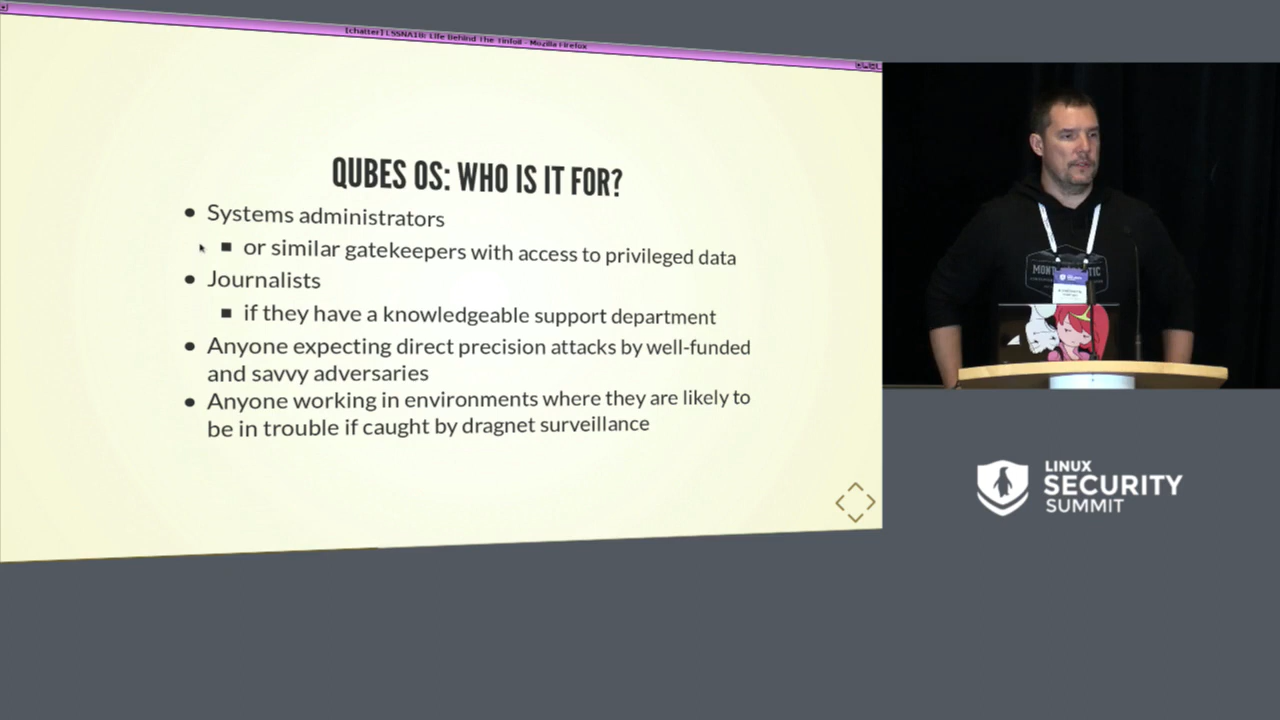 [chatter] LSSNA18: Life Behind The Tinfoil - Mozilla Firefox
QUBES OS: WHO IS IT FOR?
Systems administrators
or similar gatekeepers with access to privileged data
Journalists
if they have a knowledgeable support department
Anyone expecting direct precision attacks by well-funded
and savvy adversaries
Anyone working in environments where they are likely to
be in trouble if caught by dragnet surveillance
LINUX
SECURITY
SUMMIT